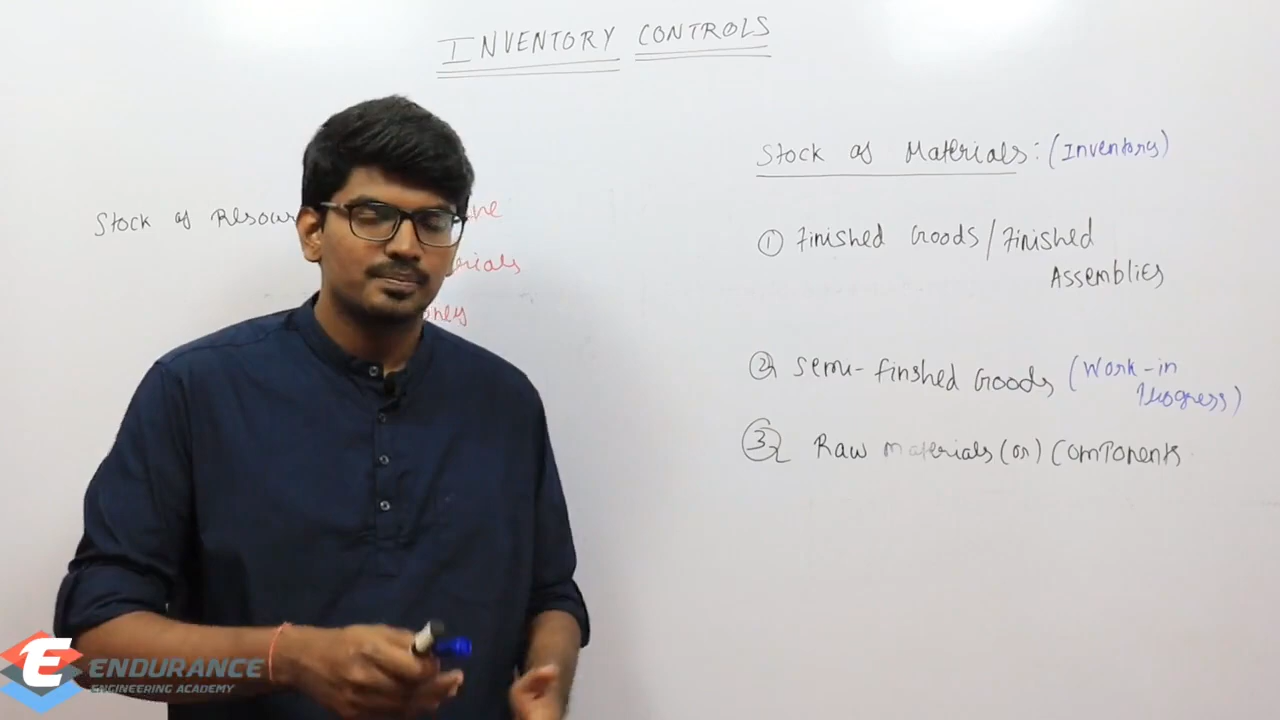 INVENTORY CONTROLS
Stock of Materials: (Inventory)
Stock of
① Finished Goods/Finished
Assemblies
② Semi-finshed Goods (Work-in
Progress)
③ Raw Materials (or) Components
ENDURANCE
ENGINEERING ACADEMY